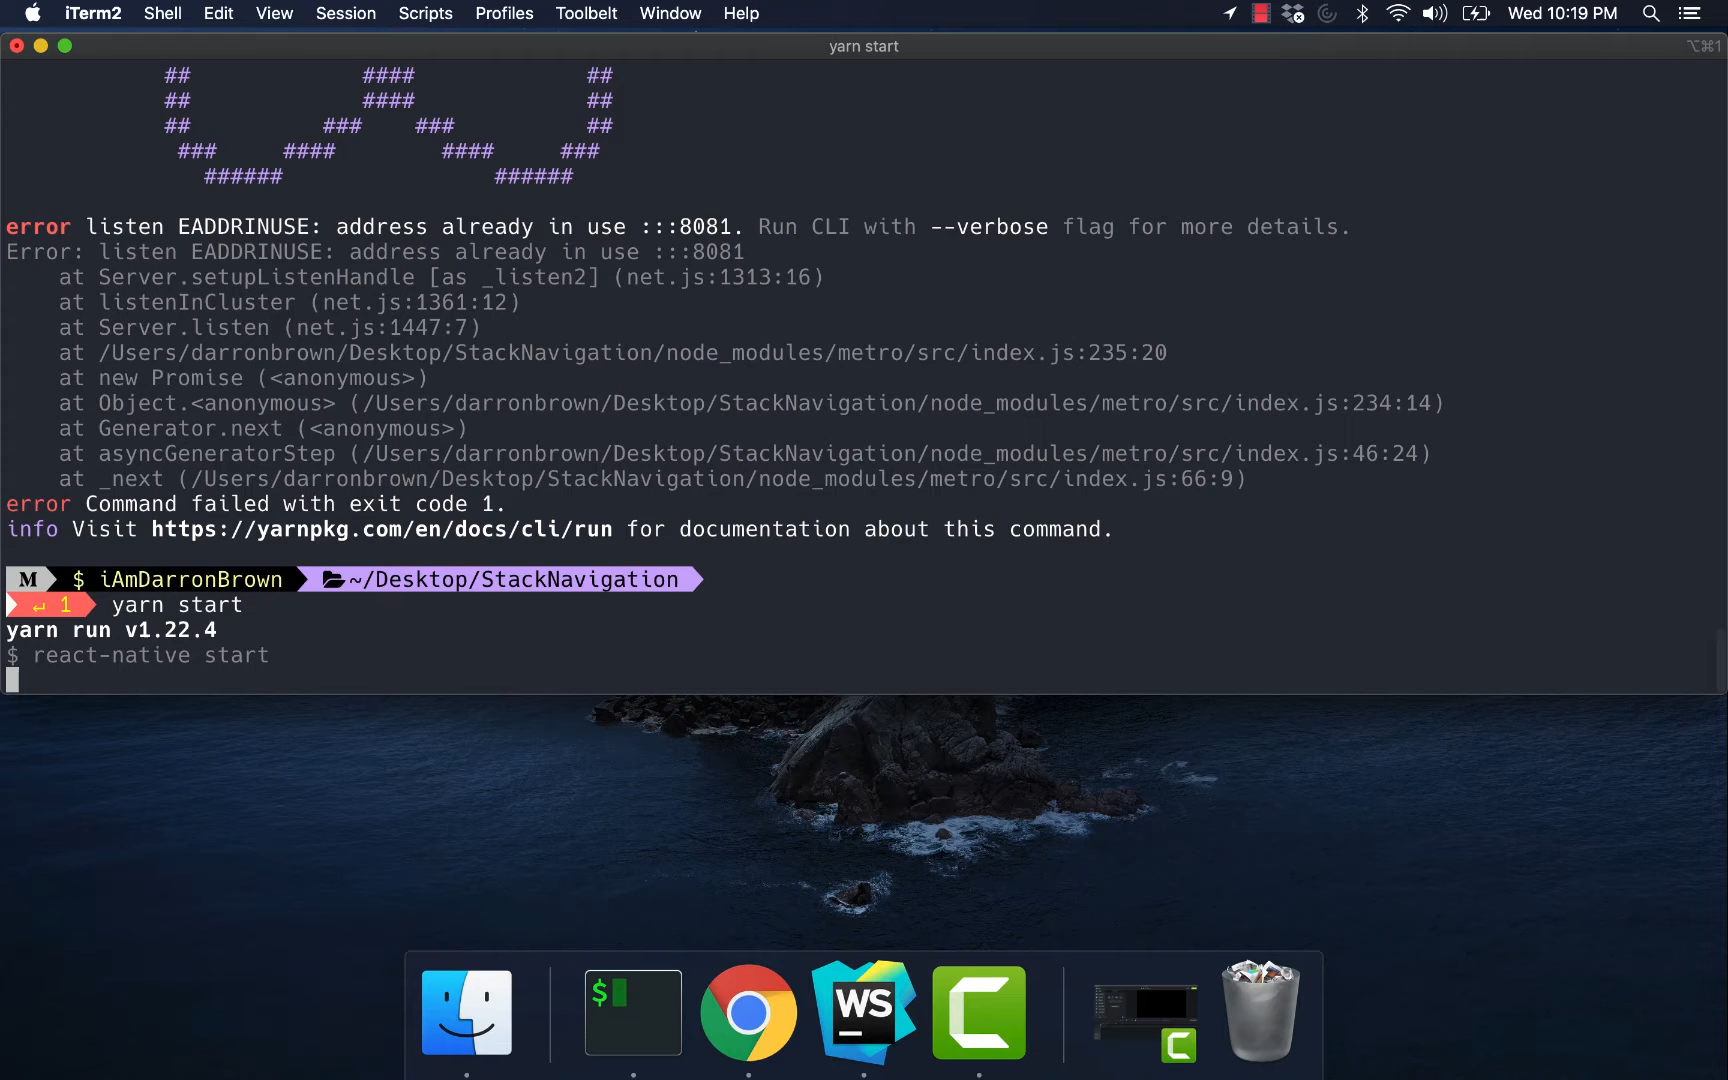 iTerm2 Shell Edit View Session Scripts Profiles Toolbelt Window Help Wed 10:19 PM
yarn start ⌥⌘1
## #### ##
## #### ##
## ### ### ##
### #### #### ###
###### ######
error listen EADDRINUSE: address already in use :::8081. Run CLI with --verbose flag for more details.
Error: listen EADDRINUSE: address already in use :::8081
at Server.setupListenHandle [as _listen2] (net.js:1313:16)
at listenInCluster (net.js:1361:12)
at Server.listen (net.js:1447:7)
at /Users/darronbrown/Desktop/StackNavigation/node_modules/metro/src/index.js:235:20
at new Promise (<anonymous>)
at Object.<anonymous> (/Users/darronbrown/Desktop/StackNavigation/node_modules/metro/src/index.js:234:14)
at Generator.next (<anonymous>)
at asyncGeneratorStep (/Users/darronbrown/Desktop/StackNavigation/node_modules/metro/src/index.js:46:24)
at _next (/Users/darronbrown/Desktop/StackNavigation/node_modules/metro/src/index.js:66:9)
error Command failed with exit code 1.
info Visit https://yarnpkg.com/en/docs/cli/run for documentation about this command.
M $ iAmDarronBrown ~/Desktop/StackNavigation
↵ 1 yarn start
yarn run v1.22.4
$ react-native start
$
WS